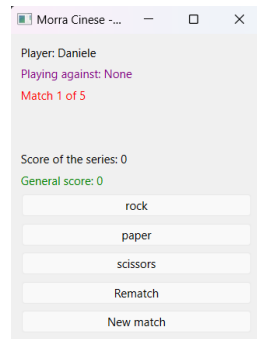 Morra Cinese -...
Player: Daniele
Playing against: None
Match 1 of 5
Score of the series: 0
General score: 0
rock
paper
scissors
Rematch
New match